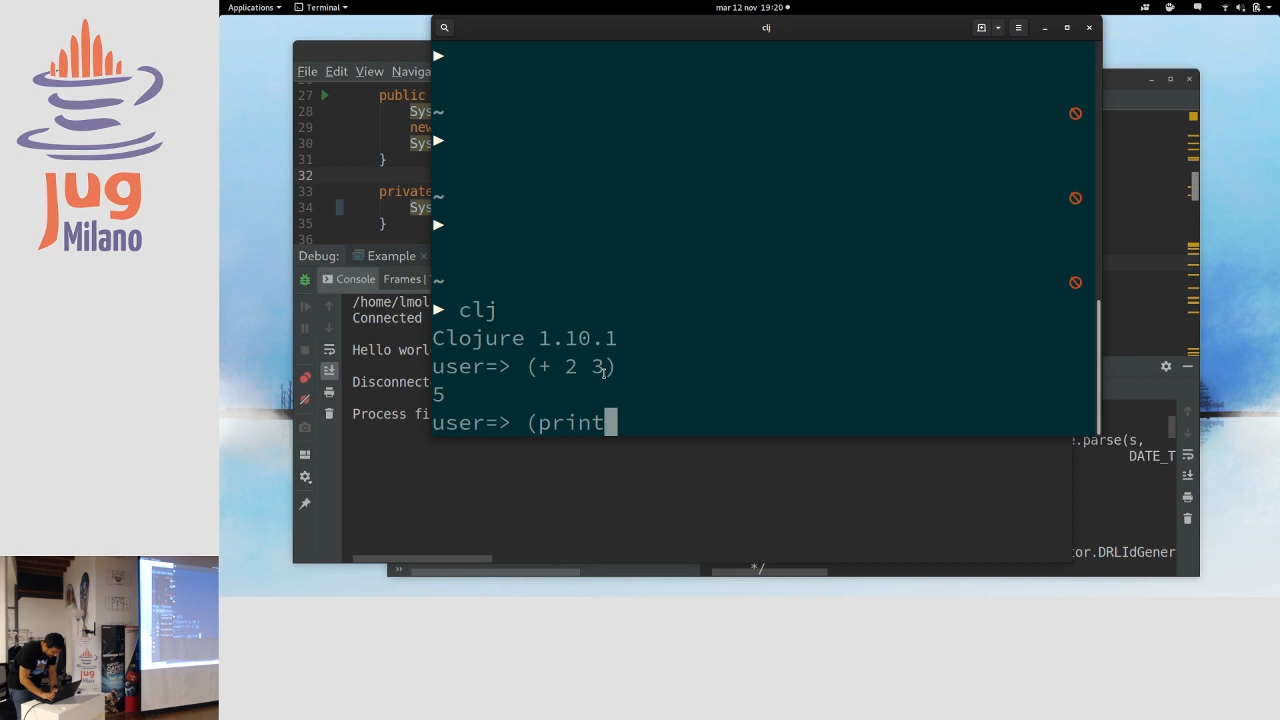 Applications
Terminal
mar 12 nov 19:20
clj
File Edit View Naviga
27 public
28 Sys
29 new
30 Sys
31 }
32
33 private
34 Sys
35 }
36
Debug: Example
Console Frames
/home/lmol
Connected
Hello worl
Disconnect
Process fi
~
~
~
clj
Clojure 1.10.1
user=> (+ 2 3)
5
user=> (print
e.parse(s,
DATE_T
tor.DRLIdGener
*/
jug
Milano
jug